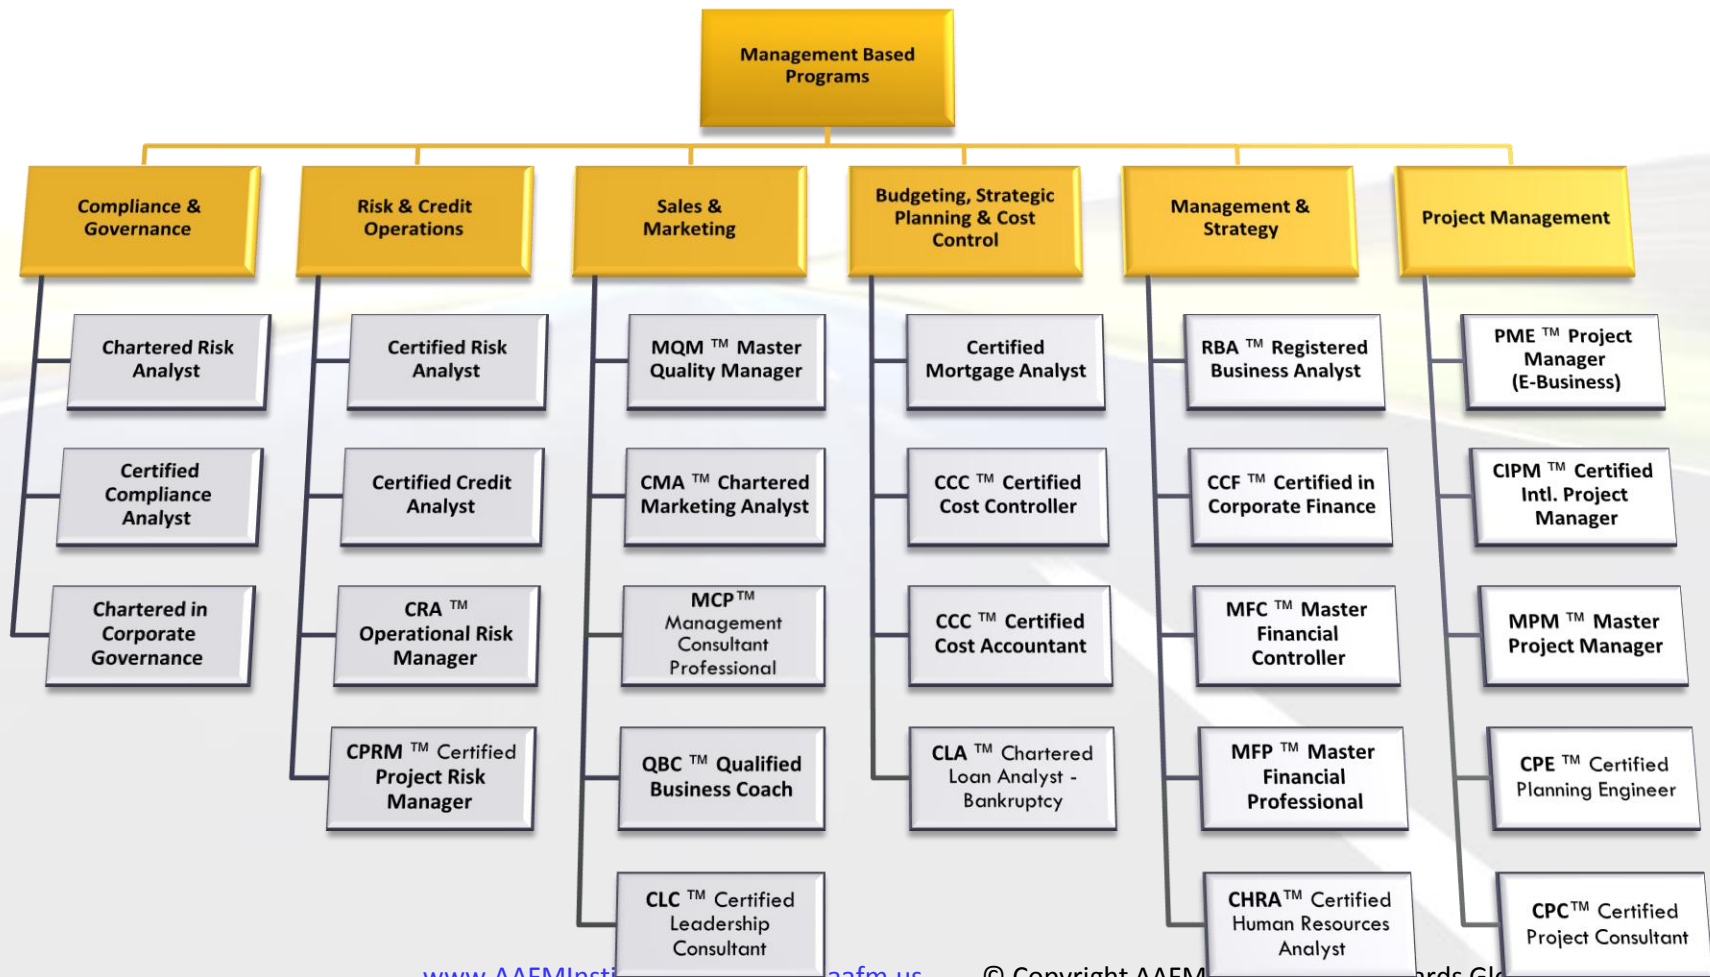 Management Based
Programs
Compliance &
Governance
Chartered Risk
Analyst
Certified
Compliance
Analyst
Chartered in
Corporate
Governance
Risk & Credit
Operations
Certified Risk
Analyst
Certified Credit
Analyst
CRA ™
Operational Risk
Manager
CPRM ™ Certified
Project Risk
Manager
Sales &
Marketing
MQM ™ Master
Quality Manager
CMA ™ Chartered
Marketing Analyst
MCP™
Management
Consultant
Professional
QBC ™ Qualified
Business Coach
CLC ™ Certified
Leadership
Consultant
Budgeting, Strategic
Planning & Cost
Control
Certified
Mortgage Analyst
CCC ™ Certified
Cost Controller
CCC ™ Certified
Cost Accountant
CLA ™ Chartered
Loan Analyst -
Bankruptcy
Management &
Strategy
RBA ™ Registered
Business Analyst
CCF ™ Certified in
Corporate Finance
MFC ™ Master
Financial
Controller
MFP ™ Master
Financial
Professional
CHRA™ Certified
Human Resources
Analyst
Project Management
PME ™ Project
Manager
(E-Business)
CIPM ™ Certified
Intl. Project
Manager
MPM ™ Master
Project Manager
CPE ™ Certified
Planning Engineer
CPC™ Certified
Project Consultant
© Copyright